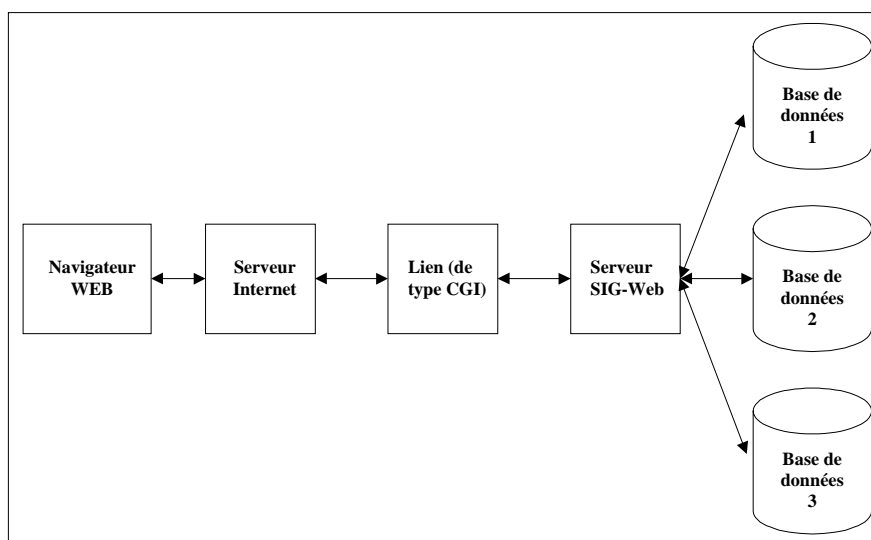 Navigateur
WEB
Serveur
Internet
Lien (de
type CGI)
Serveur
SIG-Web
Base de
données
1
Base de
données
2
Base de
données
3